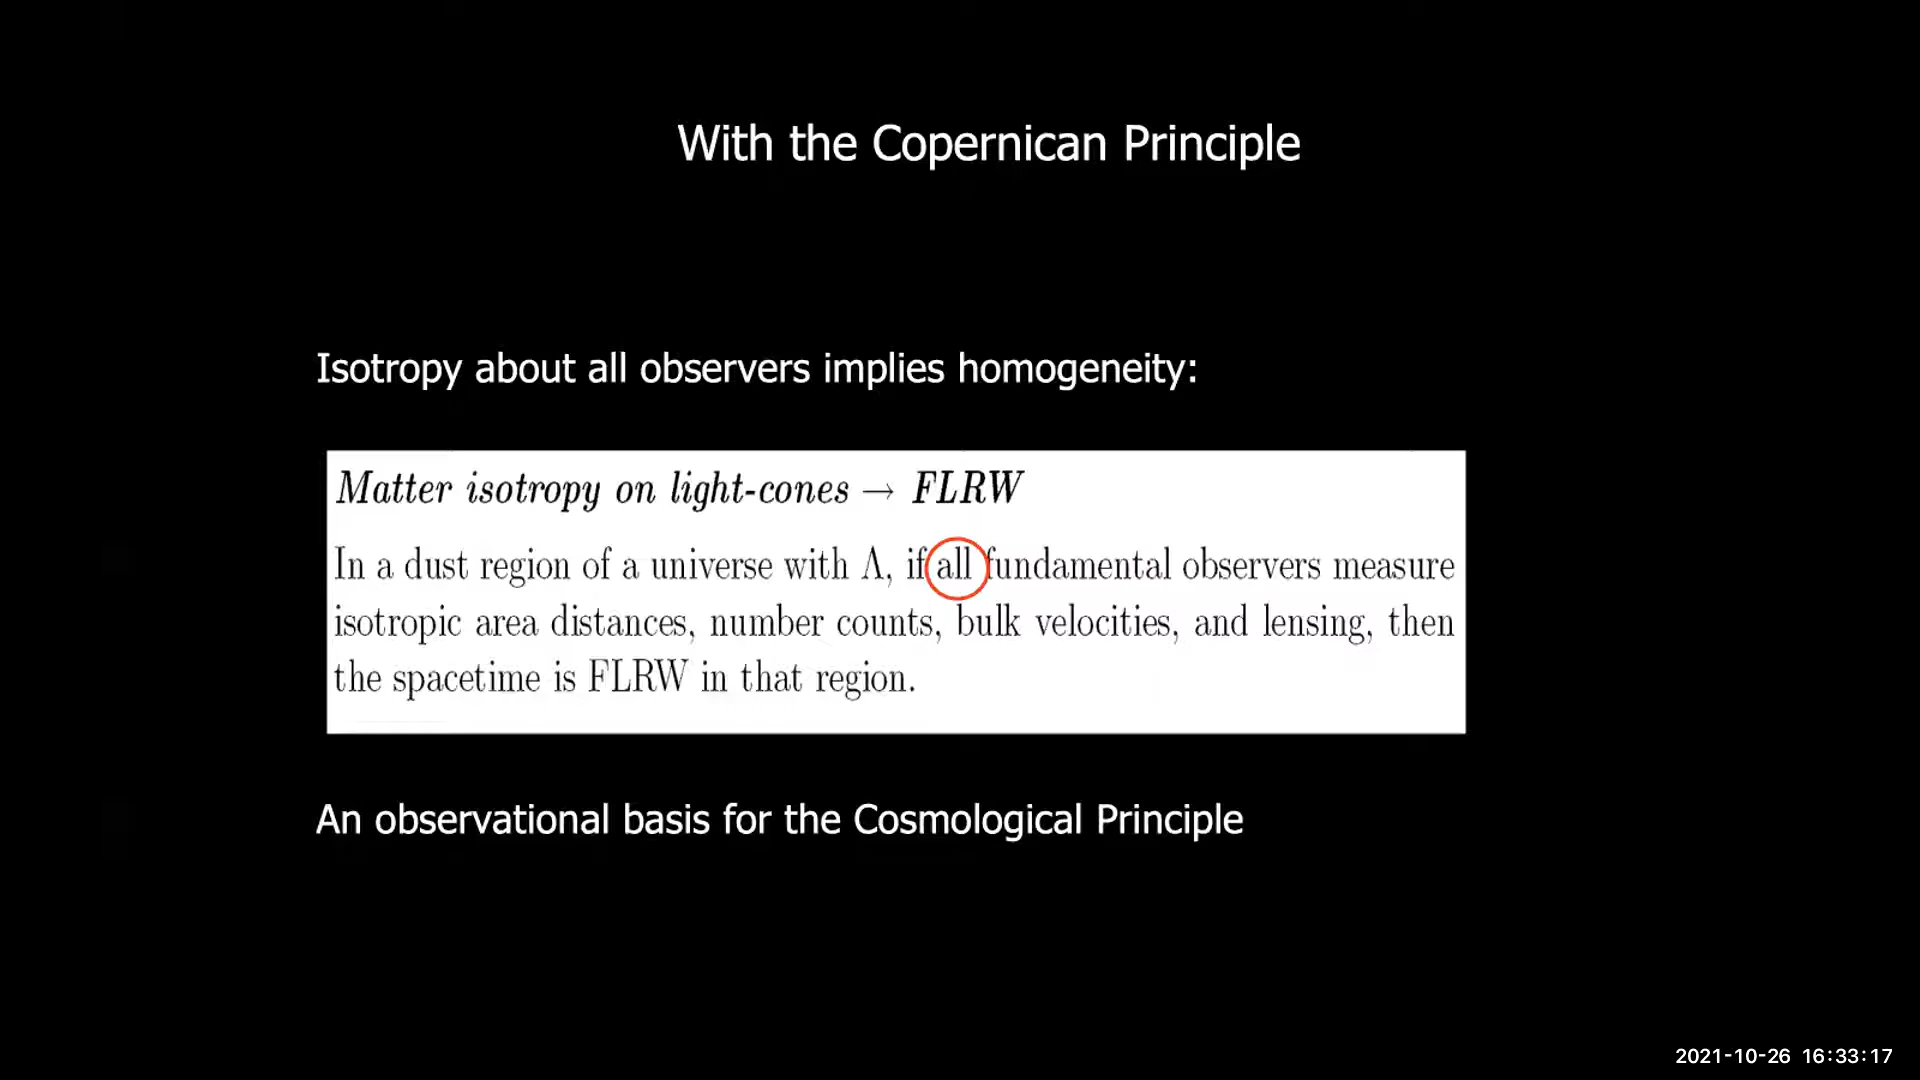 With the Copernican Principle
Isotropy about all observers implies homogeneity:
Matter isotropy on light-cones → FLRW
In a dust region of a universe with Λ, if all fundamental observers measure
isotropic area distances, number counts, bulk velocities, and lensing, then
the spacetime is FLRW in that region.
An observational basis for the Cosmological Principle
2021-10-26 16:33:17